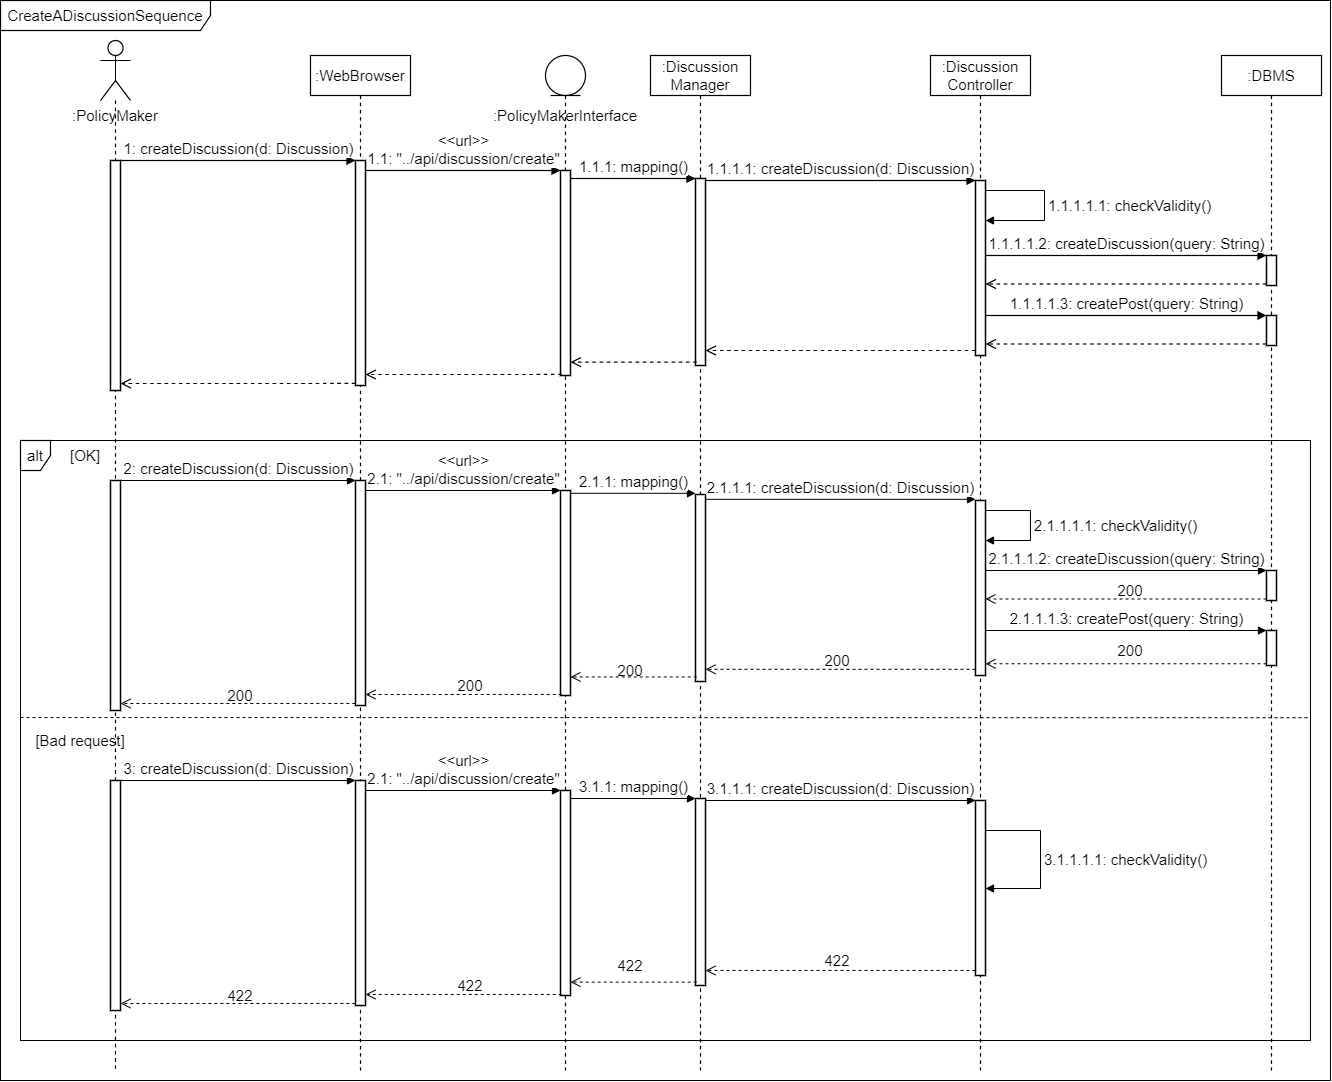 CreateADiscussionSequence
:PolicyMaker
:WebBrowser
:PolicyMakerInterface
:Discussion
Manager
:Discussion
Controller
:DBMS
1: createDiscussion(d: Discussion)
<<url>>
1.1: "../api/discussion/create"
1.1.1: mapping()
1.1.1.1: createDiscussion(d: Discussion)
1.1.1.1.1: checkValidity()
1.1.1.1.2: createDiscussion(query: String)
1.1.1.1.3: createPost(query: String)
alt
[OK]
2: createDiscussion(d: Discussion)
<<url>>
2.1: "../api/discussion/create"
2.1.1: mapping()
2.1.1.1: createDiscussion(d: Discussion)
2.1.1.1.1: checkValidity()
2.1.1.1.2: createDiscussion(query: String)
200
2.1.1.1.3: createPost(query: String)
200
200
200
200
200
[Bad request]
3: createDiscussion(d: Discussion)
<<url>>
2.1: "../api/discussion/create"
3.1.1: mapping()
3.1.1.1: createDiscussion(d: Discussion)
3.1.1.1.1: checkValidity()
422
422
422
422